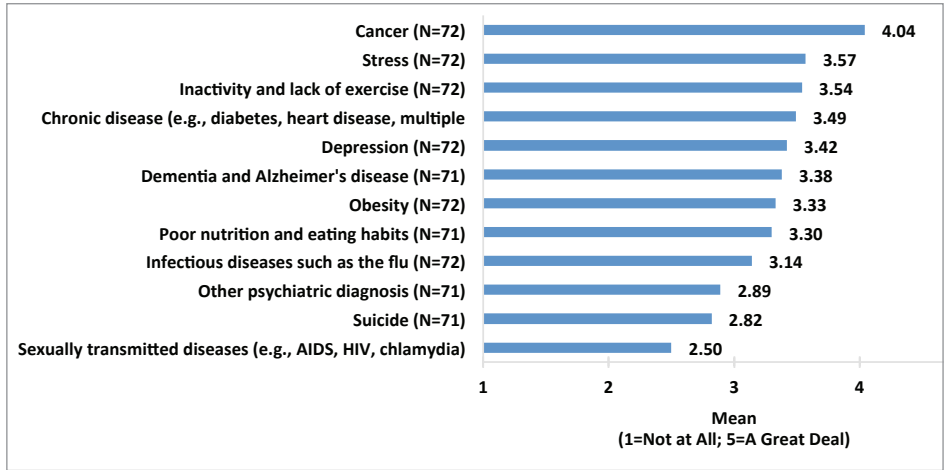 Cancer (N=72) 4.04
Stress (N=72) 3.57
Inactivity and lack of exercise (N=72) 3.54
Chronic disease (e.g., diabetes, heart disease, multiple 3.49
Depression (N=72) 3.42
Dementia and Alzheimer's disease (N=71) 3.38
Obesity (N=72) 3.33
Poor nutrition and eating habits (N=71) 3.30
Infectious diseases such as the flu (N=72) 3.14
Other psychiatric diagnosis (N=71) 2.89
Suicide (N=71) 2.82
Sexually transmitted diseases (e.g., AIDS, HIV, chlamydia) 2.50
1 2 3 4
Mean
(1=Not at All; 5=A Great Deal)